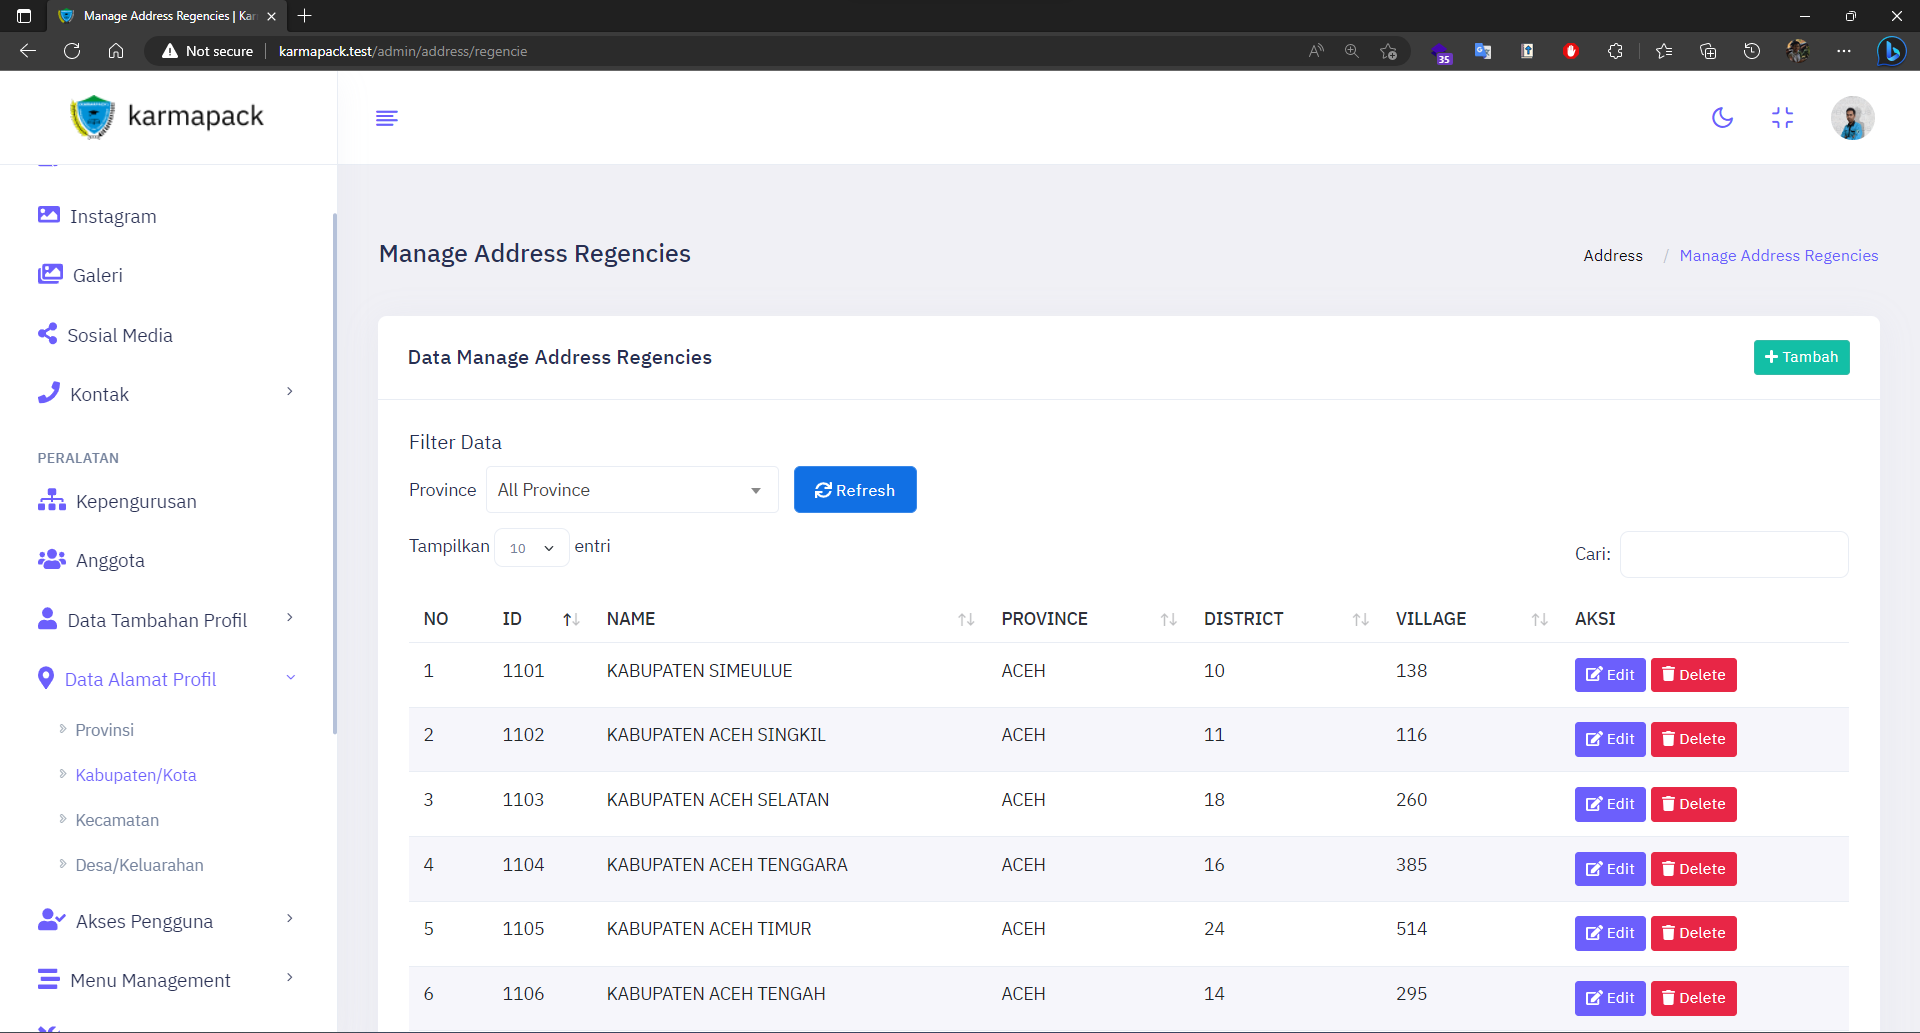 Manage Address Regencies | Kar
Not secure
karmapack.test/admin/address/regencie
35
karmapack
Instagram
Galeri
Sosial Media
Kontak
PERALATAN
Kepengurusan
Anggota
Data Tambahan Profil
Data Alamat Profil
Provinsi
Kabupaten/Kota
Kecamatan
Desa/Keluarahan
Akses Pengguna
Menu Management
Manage Address Regencies
Address / Manage Address Regencies
Data Manage Address Regencies
Tambah
Filter Data
Province All Province Refresh
Tampilkan 10 entri
Cari:
NO ID NAME PROVINCE DISTRICT VILLAGE AKSI
1 1101 KABUPATEN SIMEULUE ACEH 10 138 Edit Delete
2 1102 KABUPATEN ACEH SINGKIL ACEH 11 116 Edit Delete
3 1103 KABUPATEN ACEH SELATAN ACEH 18 260 Edit Delete
4 1104 KABUPATEN ACEH TENGGARA ACEH 16 385 Edit Delete
5 1105 KABUPATEN ACEH TIMUR ACEH 24 514 Edit Delete
6 1106 KABUPATEN ACEH TENGAH ACEH 14 295 Edit Delete